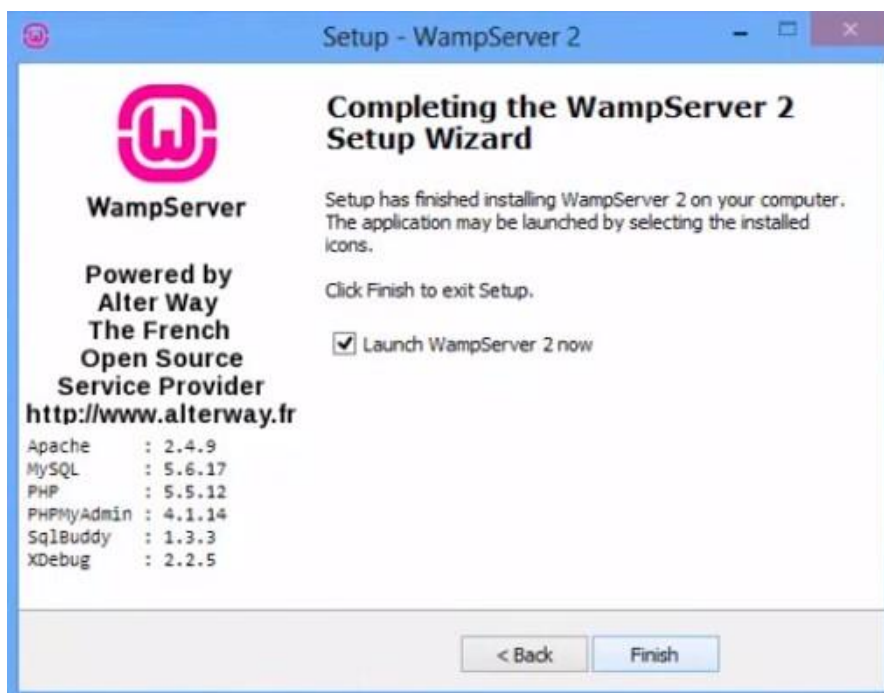 Setup - WampServer 2
WampServer
Powered by
Alter Way
The French
Open Source
Service Provider
http://www.alterway.fr
Apache : 2.4.9
MySQL : 5.6.17
PHP : 5.5.12
PHPMyAdmin : 4.1.14
SqlBuddy : 1.3.3
XDebug : 2.2.5
Completing the WampServer 2
Setup Wizard
Setup has finished installing WampServer 2 on your computer.
The application may be launched by selecting the installed
icons.
Click Finish to exit Setup.
Launch WampServer 2 now
< Back
Finish